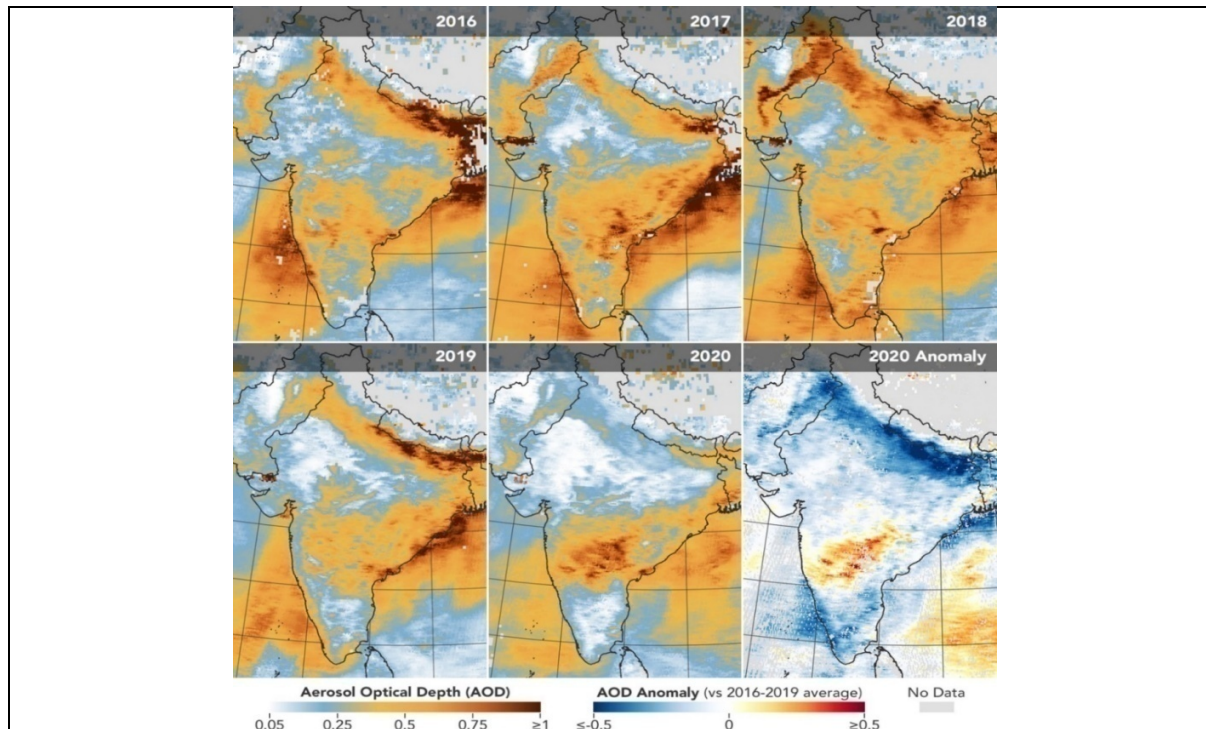 2016 2017 2018
2019 2020 2020 Anomaly
Aerosol Optical Depth (AOD) AOD Anomaly (vs 2016-2019 average) No Data
0.05 0.25 0.5 0.75 ≥1 ≤-0.5 0 ≥0.5